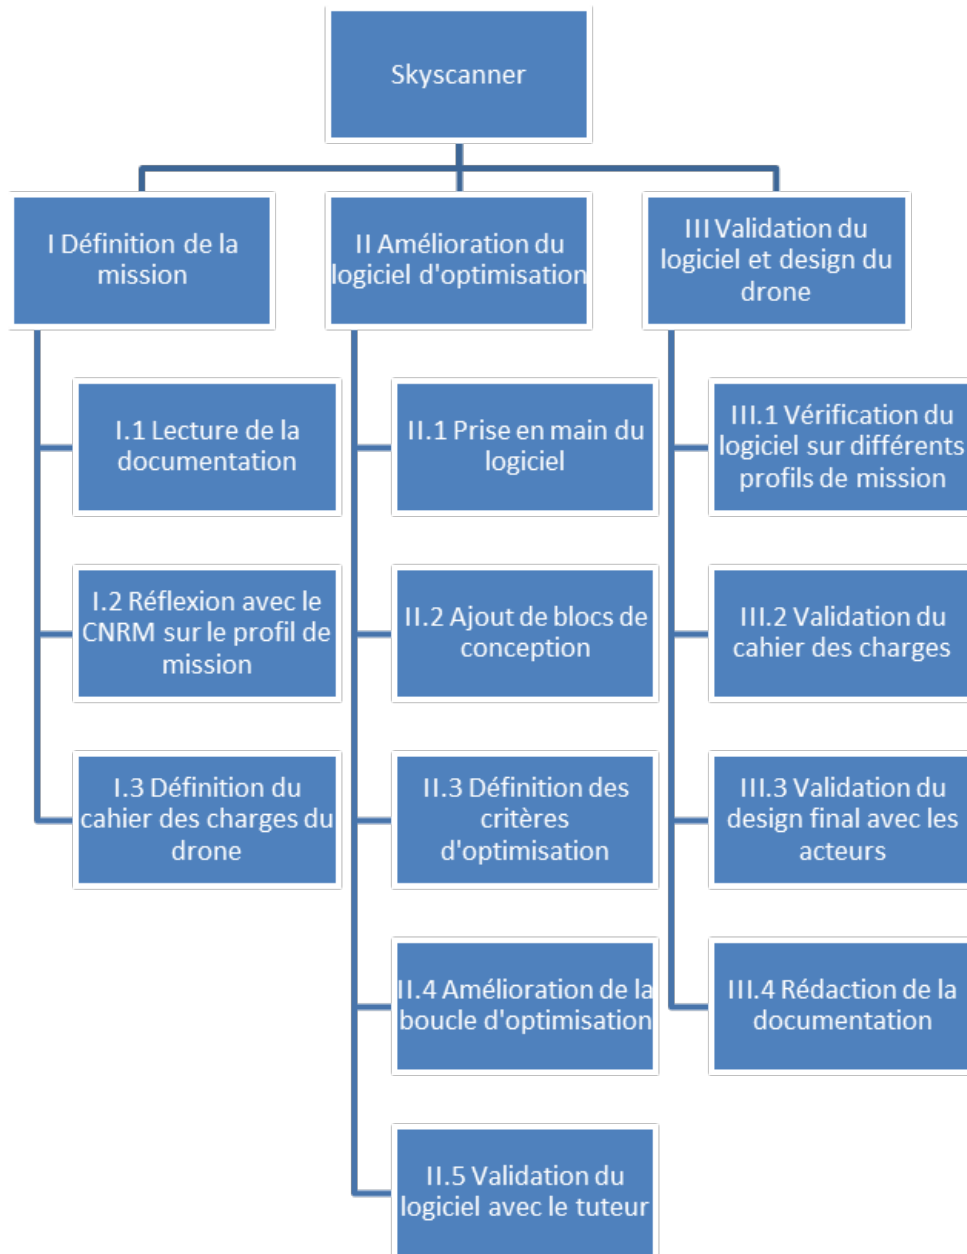 Skyscanner
I Définition de la
mission
II Amélioration du
logiciel d'optimisation
III Validation du
logiciel et design du
drone
I.1 Lecture de la
documentation
I.2 Réflexion avec le
CNRM sur le profil de
mission
I.3 Définition du
cahier des charges du
drone
II.1 Prise en main du
logiciel
II.2 Ajout de blocs de
conception
II.3 Définition des
critères
d'optimisation
II.4 Amélioration de la
boucle d'optimisation
II.5 Validation du
logiciel avec le tuteur
III.1 Vérification du
logiciel sur différents
profils de mission
III.2 Validation du
cahier des charges
III.3 Validation du
design final avec les
acteurs
III.4 Rédaction de la
documentation